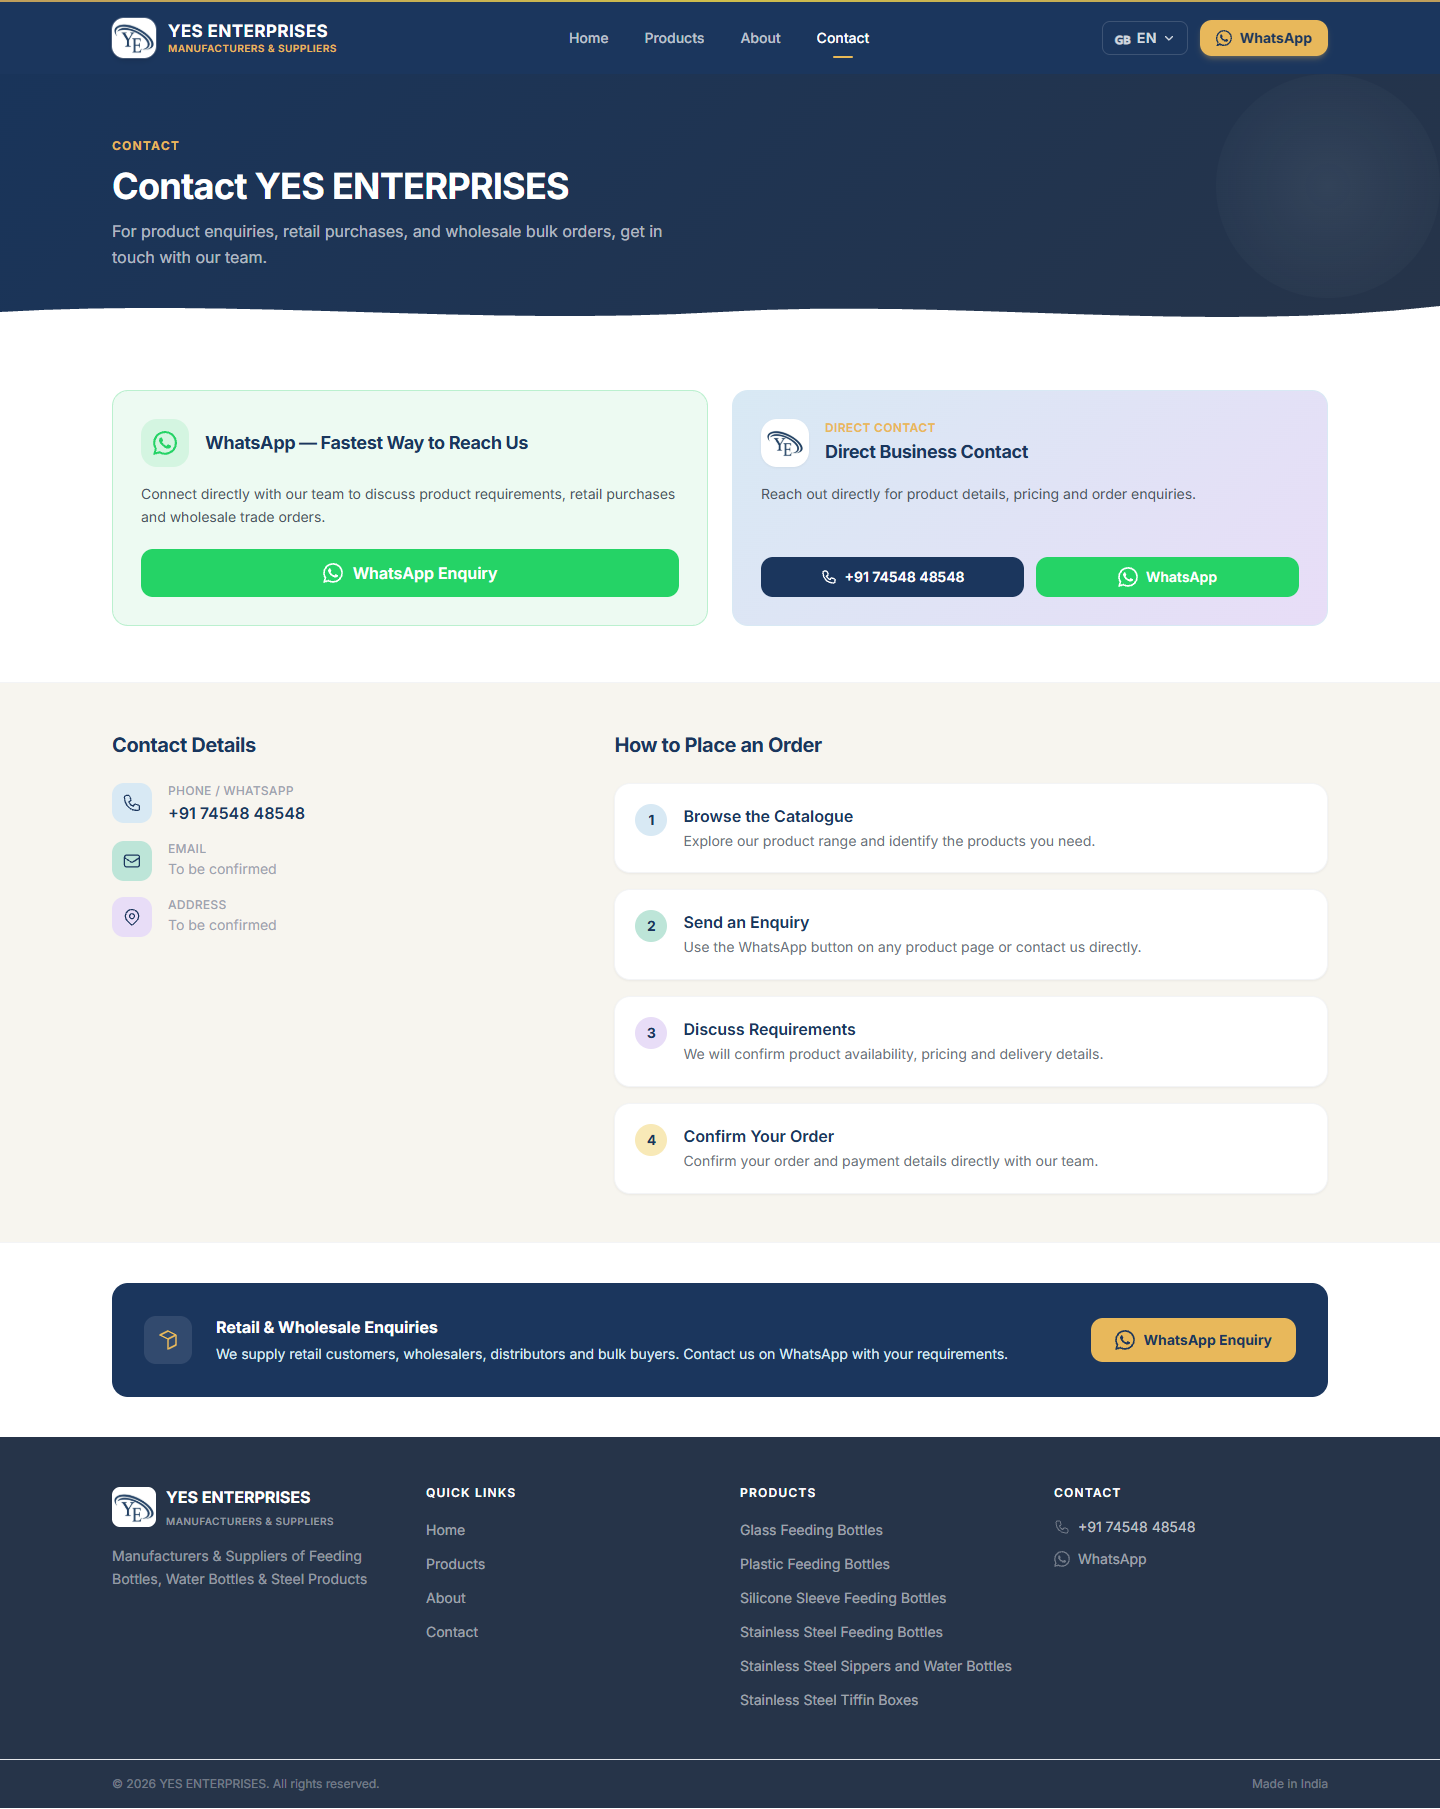 YE
YES ENTERPRISES
MANUFACTURERS & SUPPLIERS
Home
Products
About
Contact
GB EN
WhatsApp
CONTACT
Contact YES ENTERPRISES
For product enquiries, retail purchases, and wholesale bulk orders, get in
touch with our team.
WhatsApp — Fastest Way to Reach Us
Connect directly with our team to discuss product requirements, retail purchases
and wholesale trade orders.
WhatsApp Enquiry
YE
DIRECT CONTACT
Direct Business Contact
Reach out directly for product details, pricing and order enquiries.
+91 74548 48548
WhatsApp
Contact Details
PHONE / WHATSAPP
+91 74548 48548
EMAIL
To be confirmed
ADDRESS
To be confirmed
How to Place an Order
1
Browse the Catalogue
Explore our product range and identify the products you need.
2
Send an Enquiry
Use the WhatsApp button on any product page or contact us directly.
3
Discuss Requirements
We will confirm product availability, pricing and delivery details.
4
Confirm Your Order
Confirm your order and payment details directly with our team.
Retail & Wholesale Enquiries
We supply retail customers, wholesalers, distributors and bulk buyers. Contact us on WhatsApp with your requirements.
WhatsApp Enquiry
YE
YES ENTERPRISES
MANUFACTURERS & SUPPLIERS
Manufacturers & Suppliers of Feeding
Bottles, Water Bottles & Steel Products
QUICK LINKS
Home
Products
About
Contact
PRODUCTS
Glass Feeding Bottles
Plastic Feeding Bottles
Silicone Sleeve Feeding Bottles
Stainless Steel Feeding Bottles
Stainless Steel Sippers and Water Bottles
Stainless Steel Tiffin Boxes
CONTACT
+91 74548 48548
WhatsApp
© 2026 YES ENTERPRISES. All rights reserved.
Made in India